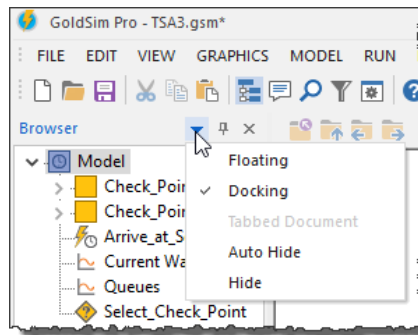 GoldSim Pro - TSA3.gsm*
FILE EDIT VIEW GRAPHICS MODEL RUN
Browser
Model
Floating
Check_Poi
Docking
Check_Poi
Tabbed Document
Arrive_at_S
Auto Hide
Current Wa
Queues
Hide
Select_Check_Point